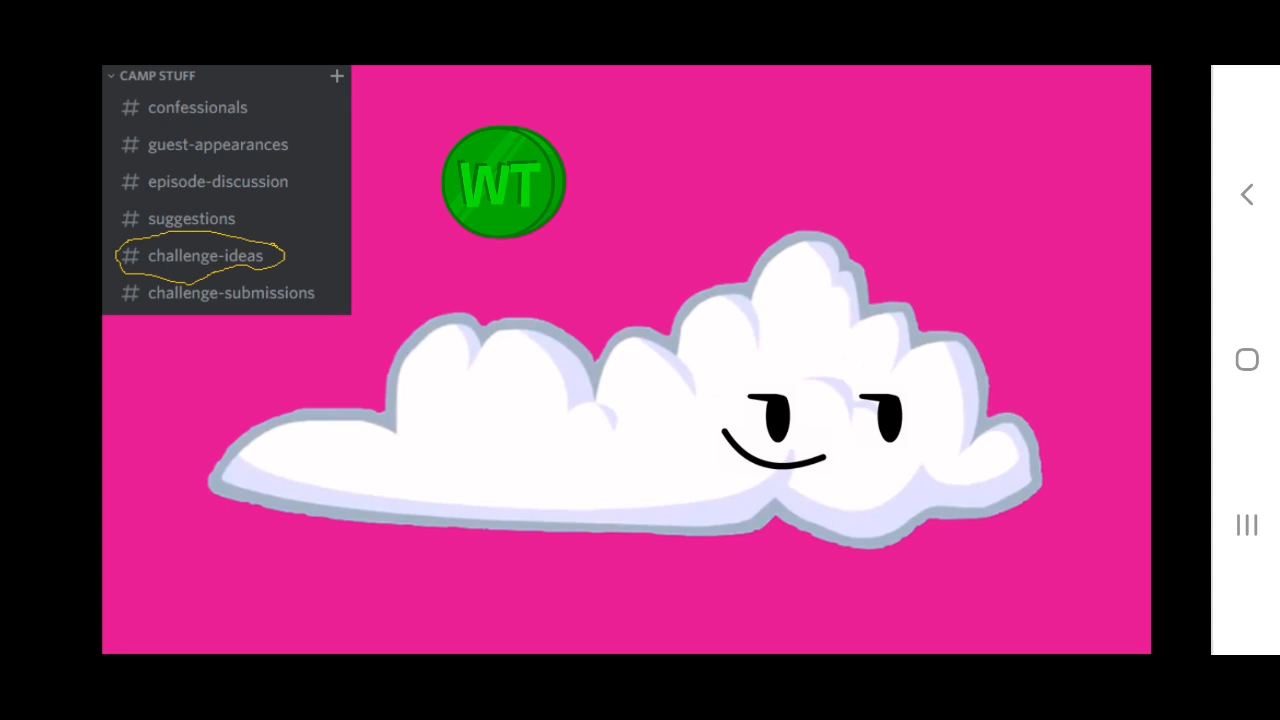 CAMP STUFF
# confessionals
# guest-appearances
# episode-discussion
# suggestions
# challenge-ideas
# challenge-submissions
WT